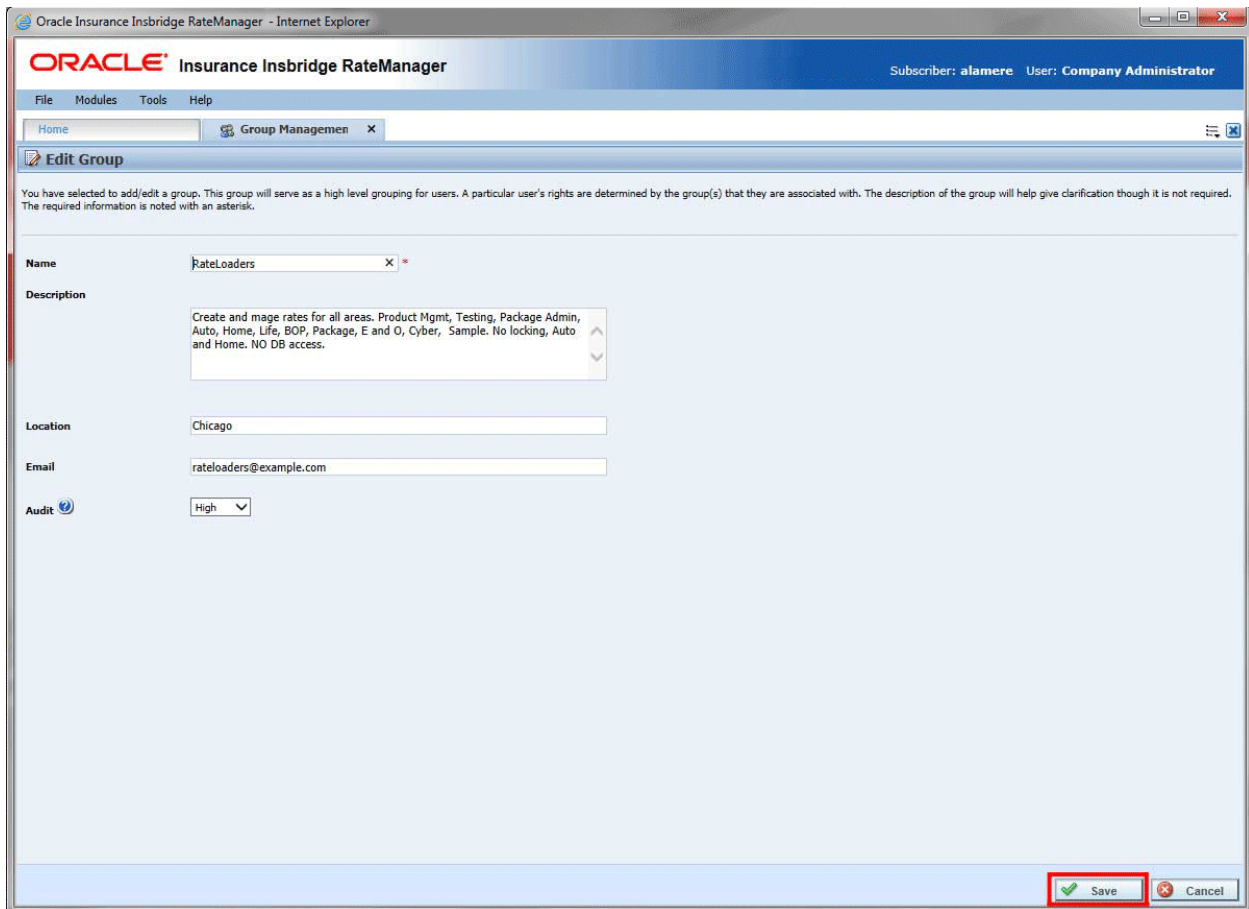 Oracle Insurance Insbridge RateManager - Internet Explorer
ORACLE Insurance Insbridge RateManager
Subscriber: alamere User: Company Administrator
File Modules Tools Help
Home Group Managemen
Edit Group
You have selected to add/edit a group. This group will serve as a high level grouping for users. A particular user's rights are determined by the group(s) that they are associated with. The description of the group will help give clarification though it is not required.
The required information is noted with an asterisk.
Name RateLoaders *
Description
Create and mage rates for all areas. Product Mgmt, Testing, Package Admin,
Auto, Home, Life, BOP, Package, E and O, Cyber, Sample. No locking, Auto
and Home. NO DB access.
Location Chicago
Email rateloaders@example.com
Audit High
Save Cancel